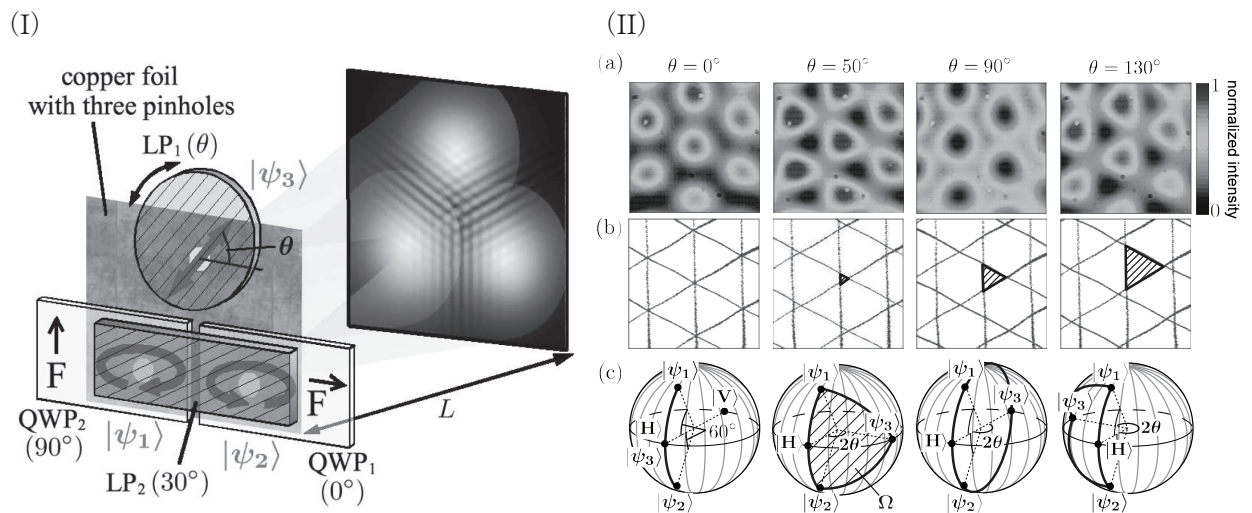 (I)
(II)
copper foil
with three pinholes
LP₁ (θ)
|ψ₃⟩
θ
F
F
QWP₂
(90°)
|ψ₁⟩
|ψ₂⟩
LP₂ (30°)
QWP₁
(0°)
L
(a)
θ = 0°
θ = 50°
θ = 90°
θ = 130°
1
0
normalized intensity
(b)
(c)
|ψ₁⟩
|V⟩
|H⟩
60°
|ψ₃⟩
|ψ₂⟩
|ψ₁⟩
|ψ₃⟩
|H⟩
2θ
|ψ₂⟩
Ω
|ψ₁⟩
|ψ₃⟩
|H⟩
2θ
|ψ₂⟩
|ψ₁⟩
|ψ₃⟩
2θ
|H⟩
|ψ₂⟩